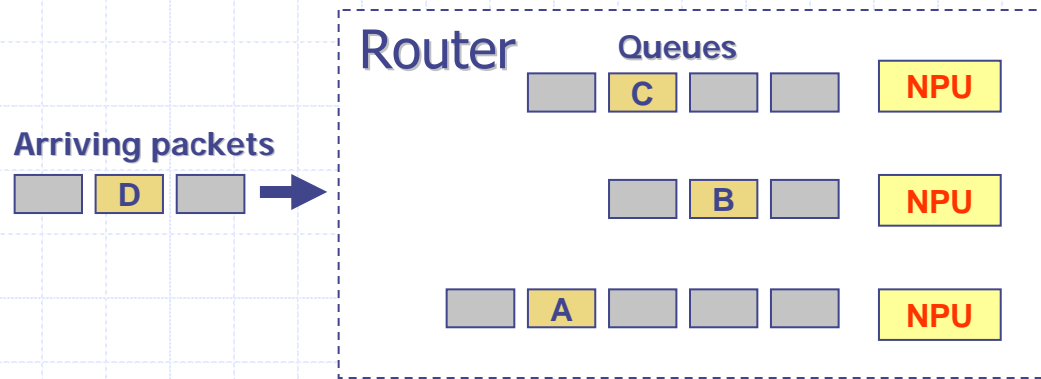 Router
Queues
C
NPU
Arriving packets
D
B
NPU
A
NPU